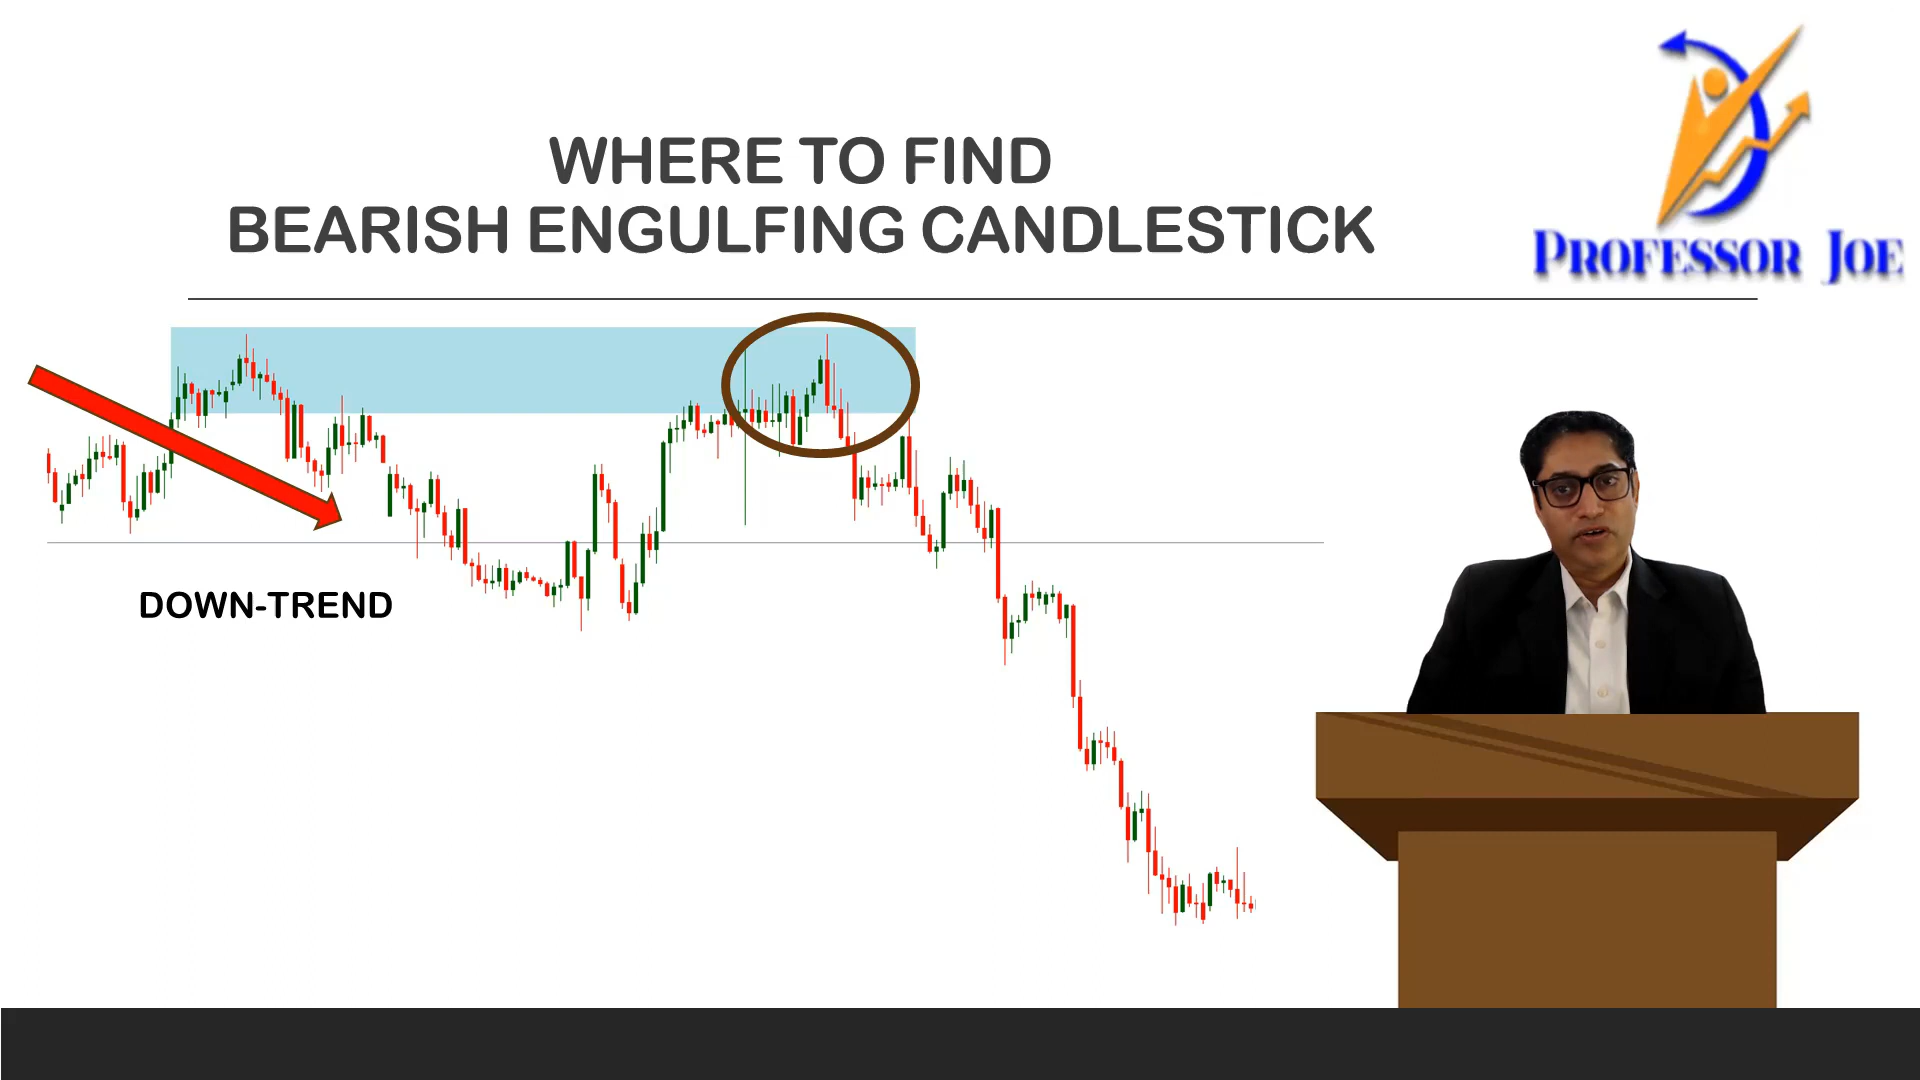 WHERE TO FIND
BEARISH ENGULFING CANDLESTICK
PROFESSOR JOE
DOWN-TREND